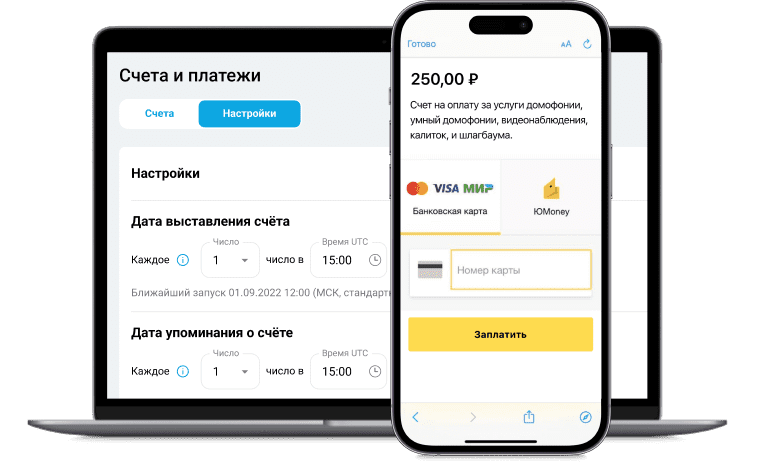 Счета и платежи
Счета
Настройки
Настройки
Дата выставления счёта
Число
Время UTC
Каждое
1
число в
15:00
Ближайший запуск 01.09.2022 12:00 (МСК, стандартн
Дата упоминания о счёте
Число
Время UTC
Каждое
1
число в
15:00
Готово
AA
250,00 ₽
Счет на оплату за услуги домофонии,
умный домофонии, видеонаблюдения,
калиток, и шлагбаума.
VISA МИР
Банковская карта
ЮMoney
Номер карты
Заплатить